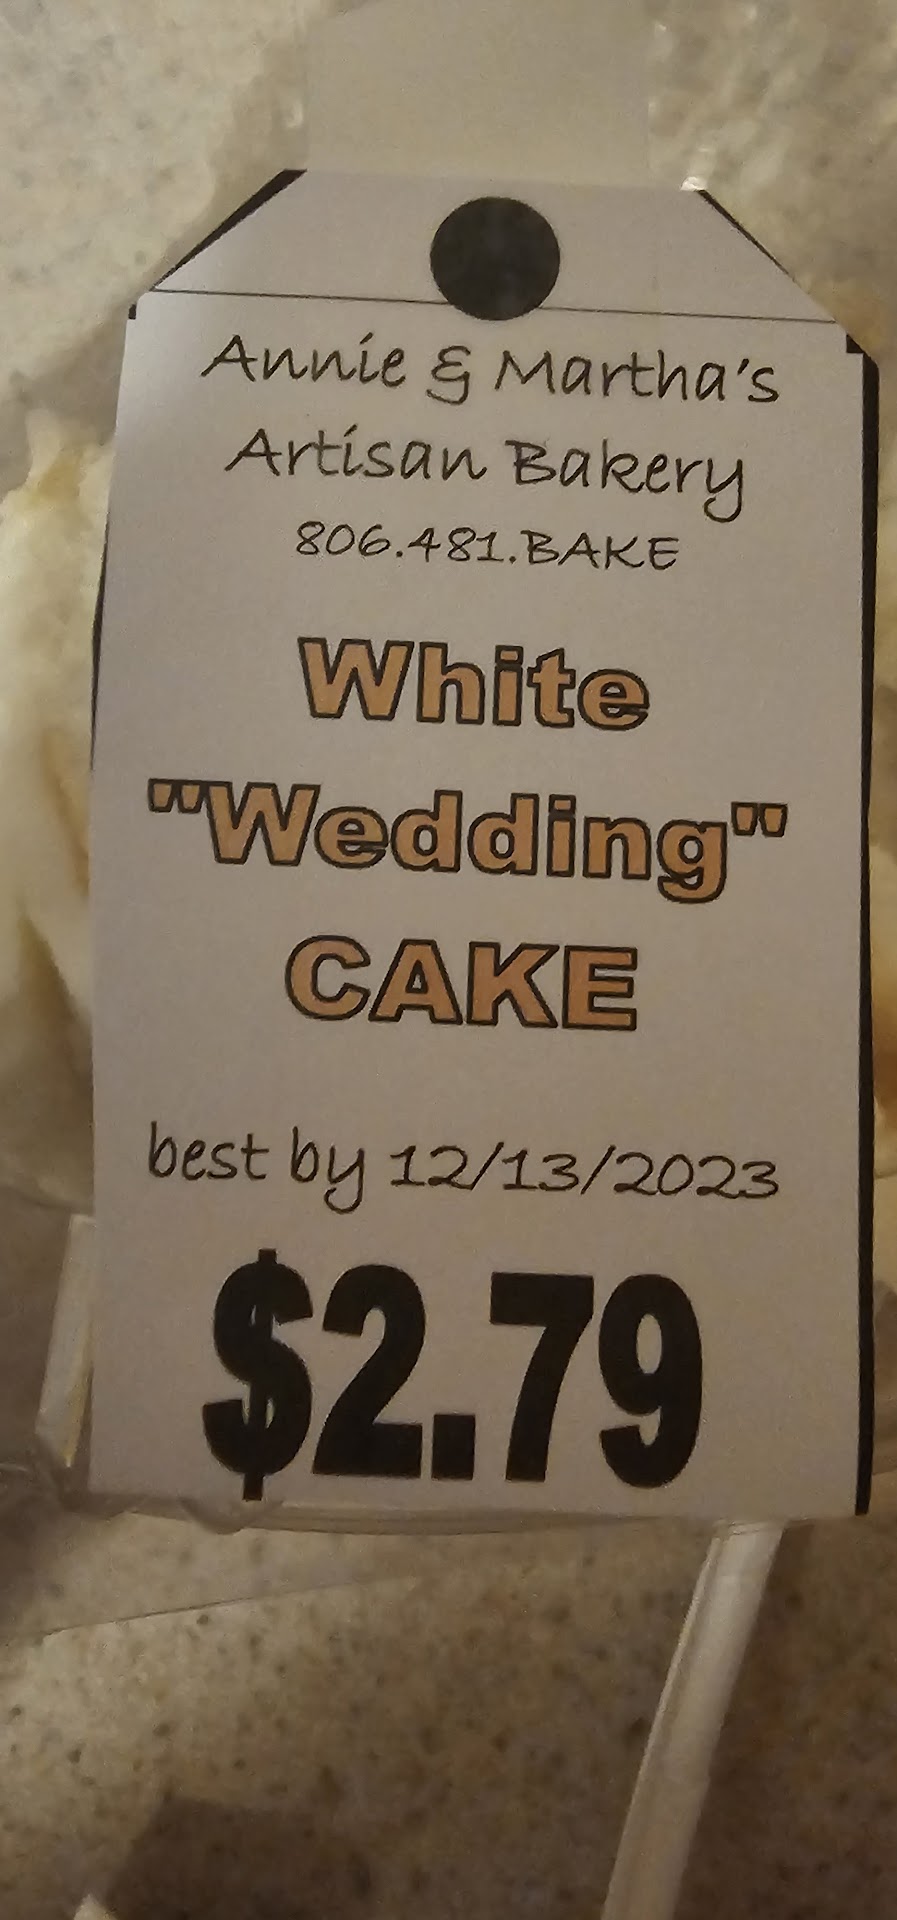 Annie & Martha's
Artisan Bakery
806.481.BAKE
White
"Wedding"
CAKE
best by 12/13/2023
$2.79